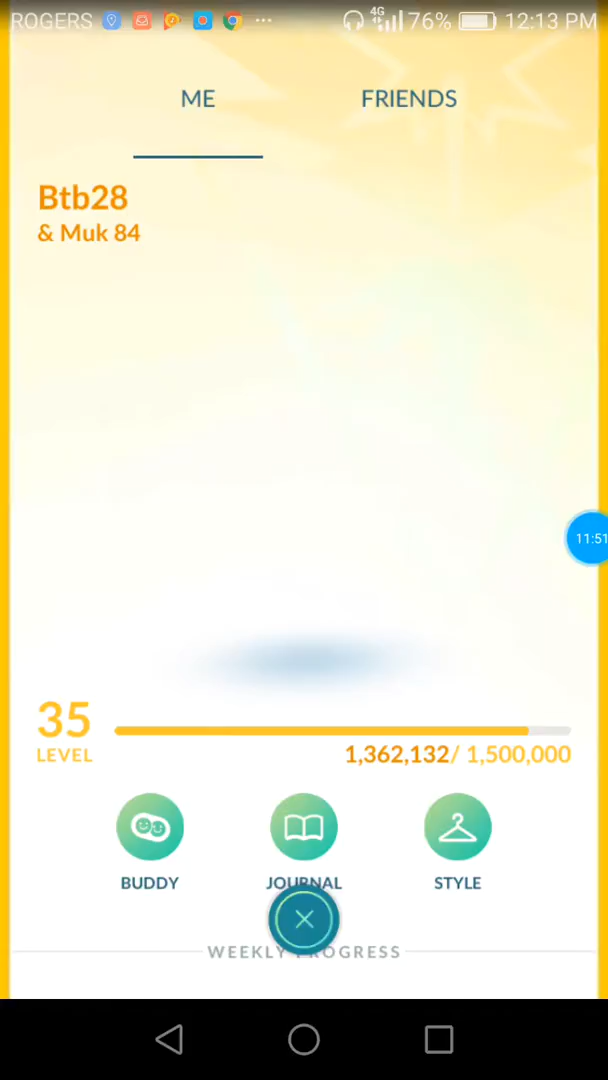 ROGERS ... 4G 76% 12:13 PM
ME FRIENDS
Btb28
& Muk 84
11:51
35
LEVEL
1,362,132/ 1,500,000
BUDDY JOURNAL STYLE
WEEKLY PROGRESS